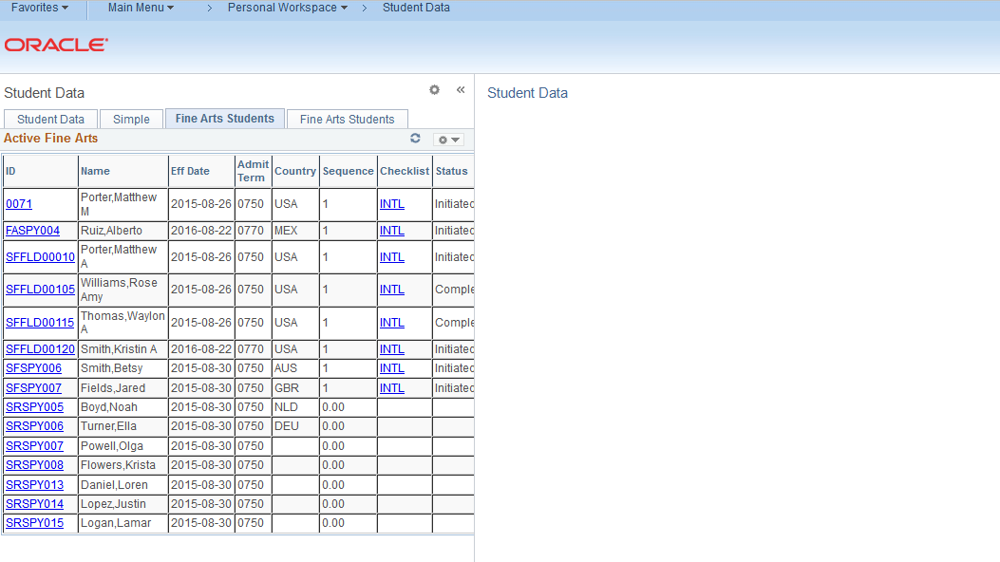 Favorites Main Menu > Personal Workspace > Student Data
ORACLE
Student Data « Student Data
Student Data Simple Fine Arts Students Fine Arts Students
Active Fine Arts
ID Name Eff Date Admit Term Country Sequence Checklist Status
0071 Porter,Matthew M 2015-08-26 0750 USA 1 INTL Initiated
FASPY004 Ruiz,Alberto 2016-08-22 0770 MEX 1 INTL Initiated
SFFLD00010 Porter,Matthew A 2015-08-26 0750 USA 1 INTL Initiated
SFFLD00105 Williams,Rose Amy 2015-08-26 0750 USA 1 INTL Comple
SFFLD00115 Thomas,Waylon A 2015-08-26 0750 USA 1 INTL Comple
SFFLD00120 Smith,Kristin A 2016-08-22 0770 USA 1 INTL Initiated
SFSPY006 Smith,Betsy 2015-08-30 0750 AUS 1 INTL Initiated
SFSPY007 Fields,Jared 2015-08-30 0750 GBR 1 INTL Initiated
SRSPY005 Boyd,Noah 2015-08-30 0750 NLD 0.00
SRSPY006 Turner,Ella 2015-08-30 0750 DEU 0.00
SRSPY007 Powell,Olga 2015-08-30 0750 0.00
SRSPY008 Flowers,Krista 2015-08-30 0750 0.00
SRSPY013 Daniel,Loren 2015-08-30 0750 0.00
SRSPY014 Lopez,Justin 2015-08-30 0750 0.00
SRSPY015 Logan,Lamar 2015-08-30 0750 0.00